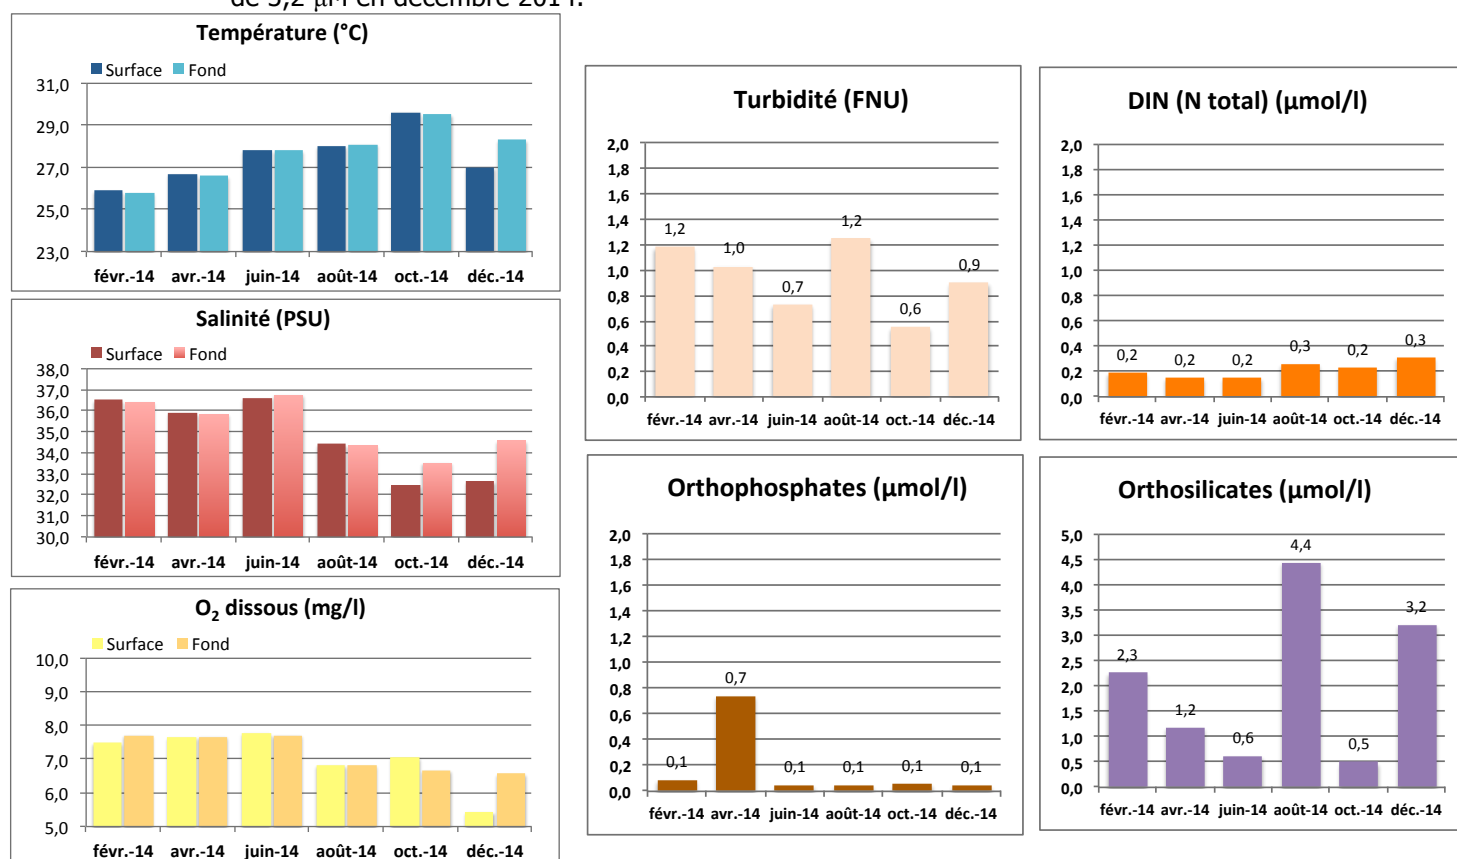 de 3,2 µM en décembre 2014.
Température (°C)
Surface Fond
31,0
29,0
27,0
25,0
23,0
févr.-14 avr.-14 juin-14 août-14 oct.-14 déc.-14
Salinité (PSU)
Surface Fond
38,0
37,0
36,0
35,0
34,0
33,0
32,0
31,0
30,0
févr.-14 avr.-14 juin-14 août-14 oct.-14 déc.-14
O2 dissous (mg/l)
Surface Fond
10,0
9,0
8,0
7,0
6,0
5,0
févr.-14 avr.-14 juin-14 août-14 oct.-14 déc.-14
Turbidité (FNU)
2,0
1,8
1,6
1,4
1,2
1,0
0,8
0,6
0,4
0,2
0,0
1,2 1,0 0,7 1,2 0,6 0,9
févr.-14 avr.-14 juin-14 août-14 oct.-14 déc.-14
DIN (N total) (µmol/l)
2,0
1,8
1,6
1,4
1,2
1,0
0,8
0,6
0,4
0,2
0,0
0,2 0,2 0,2 0,3 0,2 0,3
févr.-14 avr.-14 juin-14 août-14 oct.-14 déc.-14
Orthophosphates (µmol/l)
2,0
1,8
1,6
1,4
1,2
1,0
0,8
0,6
0,4
0,2
0,0
0,1 0,7 0,1 0,1 0,1 0,1
févr.-14 avr.-14 juin-14 août-14 oct.-14 déc.-14
Orthosilicates (µmol/l)
5,0
4,5
4,0
3,5
3,0
2,5
2,0
1,5
1,0
0,5
0,0
2,3 1,2 0,6 4,4 0,5 3,2
févr.-14 avr.-14 juin-14 août-14 oct.-14 déc.-14